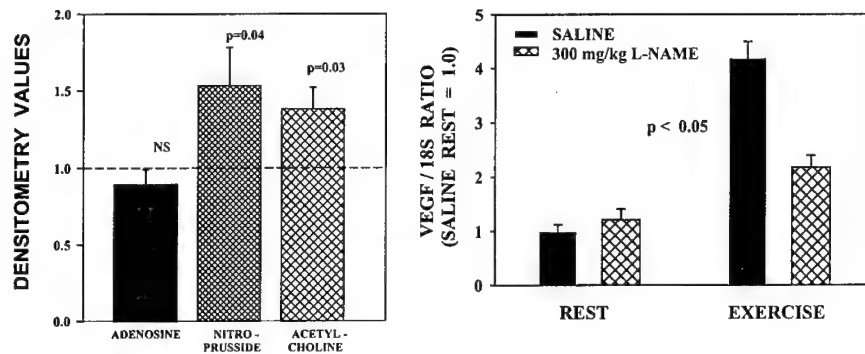 DENSITOMETRY VALUES
2.0
1.5
1.0
0.5
0.0
p=0.04
p=0.03
NS
ADENOSINE
NITRO -
PRUSSIDE
ACETYL -
CHOLINE
VEGF / 18S RATIO
(SALINE REST = 1.0)
5
4
3
2
1
0
SALINE
300 mg/kg L-NAME
p < 0.05
REST
EXERCISE